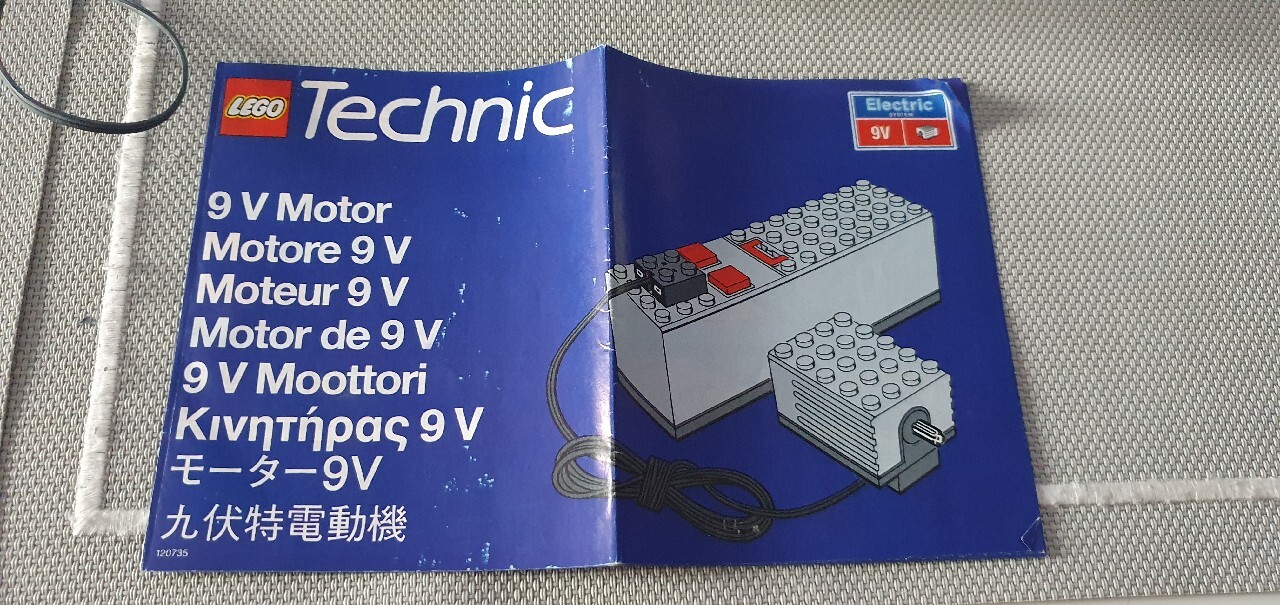 LEGO Technic
Electric
SYSTEM
9V
9 V Motor
Motore 9 V
Moteur 9 V
Motor de 9 V
9 V Moottori
Κινητήρας 9 V
モーター9V
九伏特電動機
120735